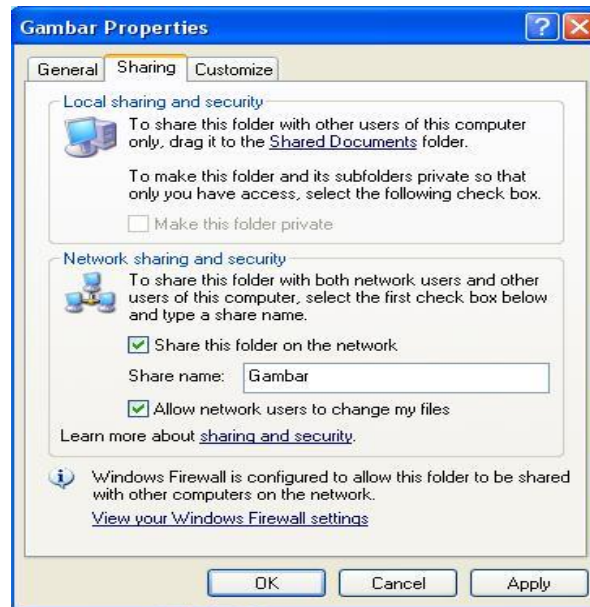 Gambar Properties
General Sharing Customize
Local sharing and security
To share this folder with other users of this computer
only, drag it to the Shared Documents folder.
To make this folder and its subfolders private so that
only you have access, select the following check box.
Make this folder private
Network sharing and security
To share this folder with both network users and other
users of this computer, select the first check box below
and type a share name.
Share this folder on the network
Share name: Gambar
Allow network users to change my files
Learn more about sharing and security.
Windows Firewall is configured to allow this folder to be shared
with other computers on the network.
View your Windows Firewall settings
OK Cancel Apply